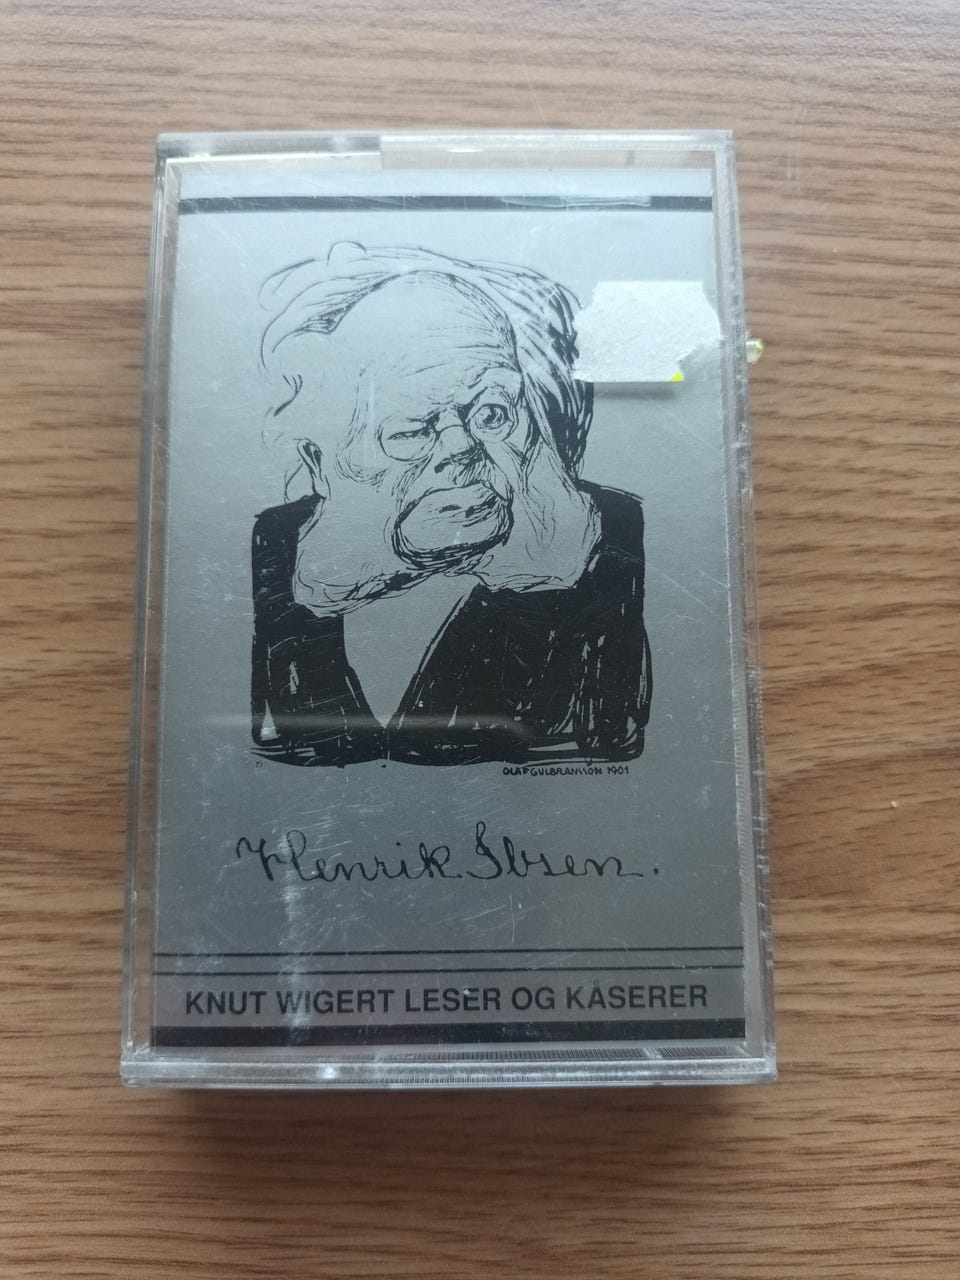 OLAF GULBRANSSON 1901
Henrik Ibsen.
KNUT WIGERT LESER OG KÅSERER